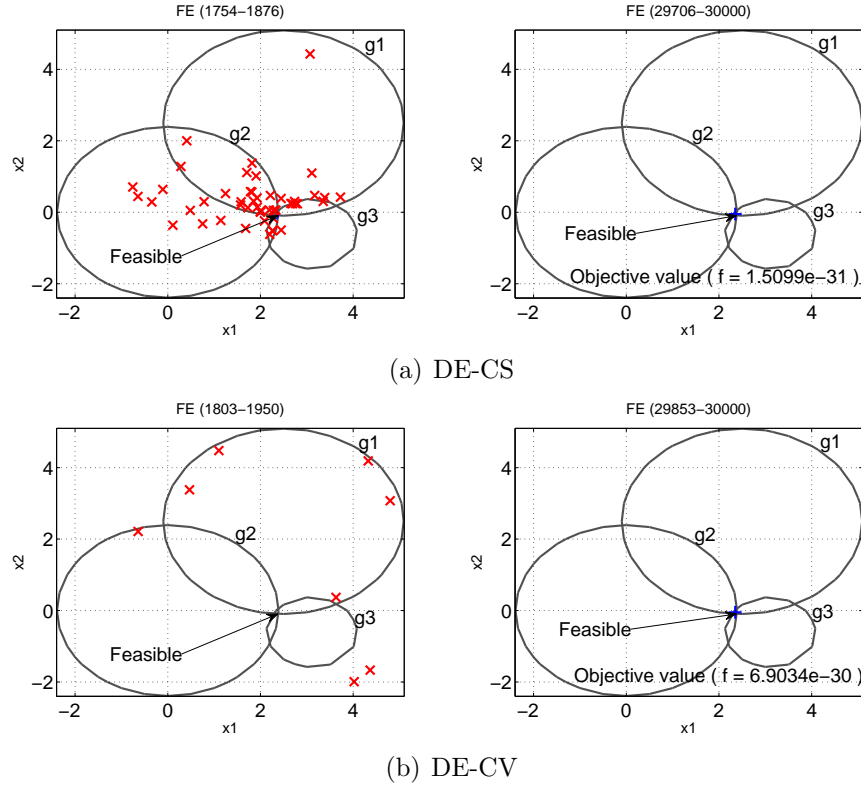 FE (1754−1876)
g1
g2
g3
Feasible
x2
4
2
0
−2
−2
0
2
4
x1
FE (29706−30000)
g1
g2
g3
Feasible
Objective value ( f = 1.5099e−31 )
x2
4
2
0
−2
−2
0
2
4
x1
(a) DE-CS
FE (1803−1950)
g1
g2
g3
Feasible
x2
4
2
0
−2
−2
0
2
4
x1
FE (29853−30000)
g1
g2
g3
Feasible
Objective value ( f = 6.9034e−30 )
x2
4
2
0
−2
−2
0
2
4
x1
(b) DE-CV